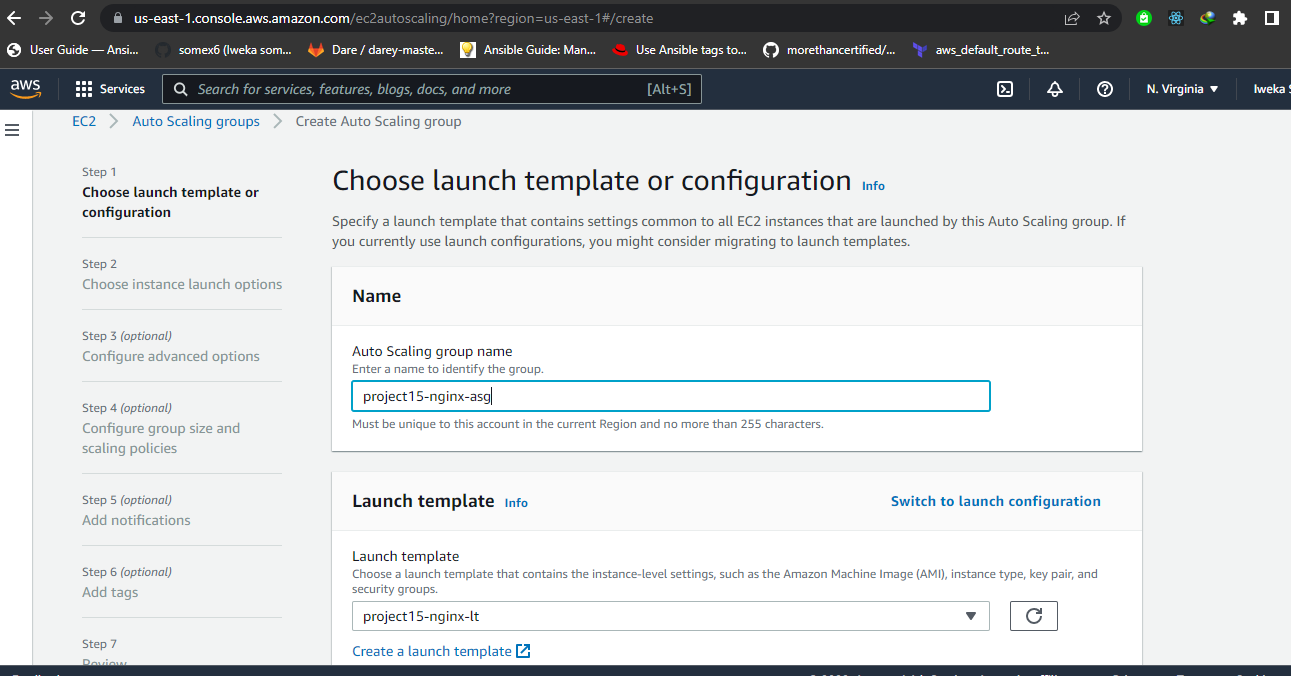 us-east-1.console.aws.amazon.com/ec2autoscaling/home?region=us-east-1#/create
User Guide — Ansi...
somex6 (Iweka som...
Dare / darey-maste...
Ansible Guide: Man...
Use Ansible tags to...
morethancertified/...
aws_default_route_t...
aws
Services
Search for services, features, blogs, docs, and more
[Alt+S]
N. Virginia
Iweka
EC2
Auto Scaling groups
Create Auto Scaling group
Step 1
Choose launch template or
configuration
Step 2
Choose instance launch options
Step 3 (optional)
Configure advanced options
Step 4 (optional)
Configure group size and
scaling policies
Step 5 (optional)
Add notifications
Step 6 (optional)
Add tags
Step 7
Review
Choose launch template or configuration
Info
Specify a launch template that contains settings common to all EC2 instances that are launched by this Auto Scaling group. If
you currently use launch configurations, you might consider migrating to launch templates.
Name
Auto Scaling group name
Enter a name to identify the group.
project15-nginx-asg
Must be unique to this account in the current Region and no more than 255 characters.
Launch template
Info
Switch to launch configuration
Launch template
Choose a launch template that contains the instance-level settings, such as the Amazon Machine Image (AMI), instance type, key pair, and
security groups.
project15-nginx-lt
Create a launch template